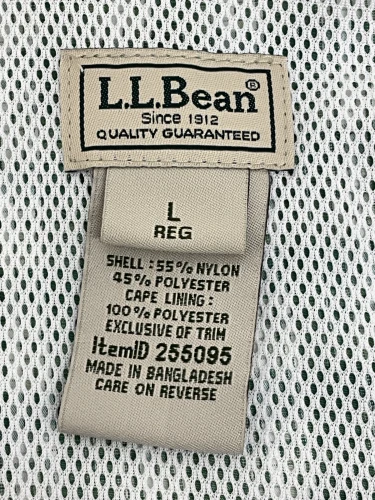 L.L.Bean®
Since 1912
QUALITY GUARANTEED
L
REG
SHELL : 55% NYLON
45% POLYESTER
CAPE LINING :
100% POLYESTER
EXCLUSIVE OF TRIM
ItemID 255095
MADE IN BANGLADESH
CARE ON REVERSE